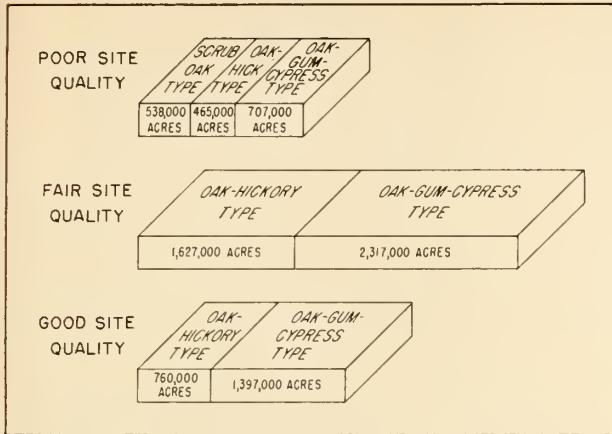 POOR SITE
QUALITY
SCRUB
OAK
TYPE
OAK-
HICK
TYPE
OAK-
GUM-
CYPRESS
TYPE
538,000
ACRES
465,000
ACRES
707,000
ACRES
FAIR SITE
QUALITY
OAK-HICKORY
TYPE
OAK-GUM-CYPRESS
TYPE
1,627,000 ACRES
2,317,000 ACRES
GOOD SITE
QUALITY
OAK-
HICKORY
TYPE
OAK-GUM-
CYPRESS
TYPE
760,000
ACRES
1,397,000 ACRES